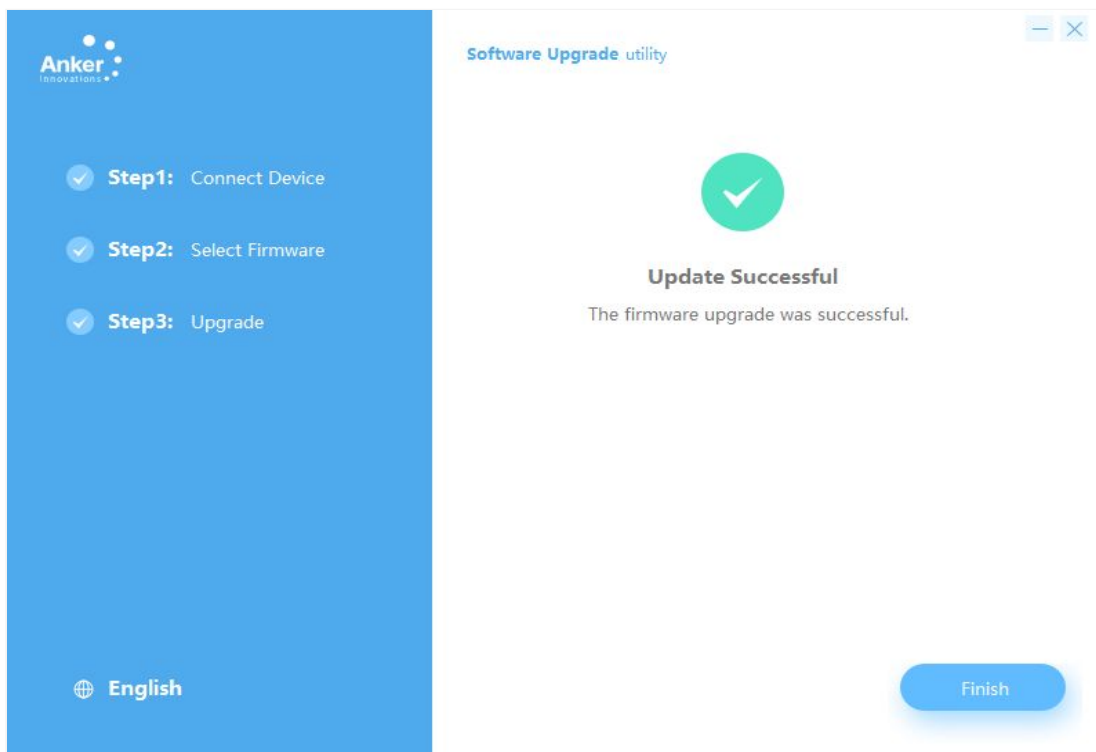 Anker
Innovations
Software Upgrade utility
Step1: Connect Device
Step2: Select Firmware
Step3: Upgrade
Update Successful
The firmware upgrade was successful.
English
Finish